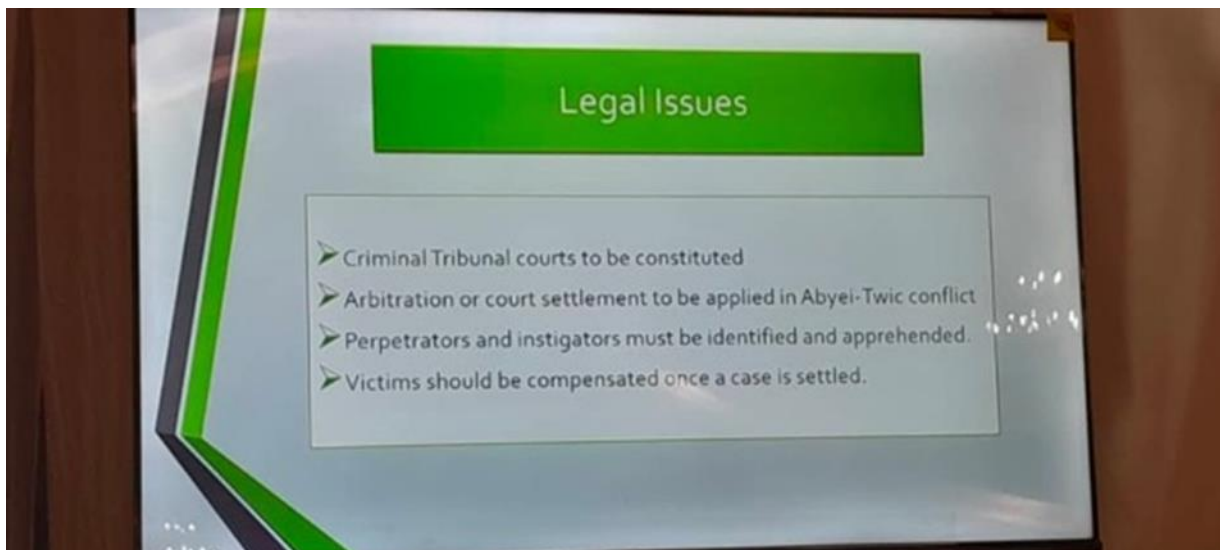 Legal Issues
Criminal Tribunal courts to be constituted
Arbitration or court settlement to be applied in Abyei-Twic conflict
Perpetrators and instigators must be identified and apprehended.
Victims should be compensated once a case is settled.